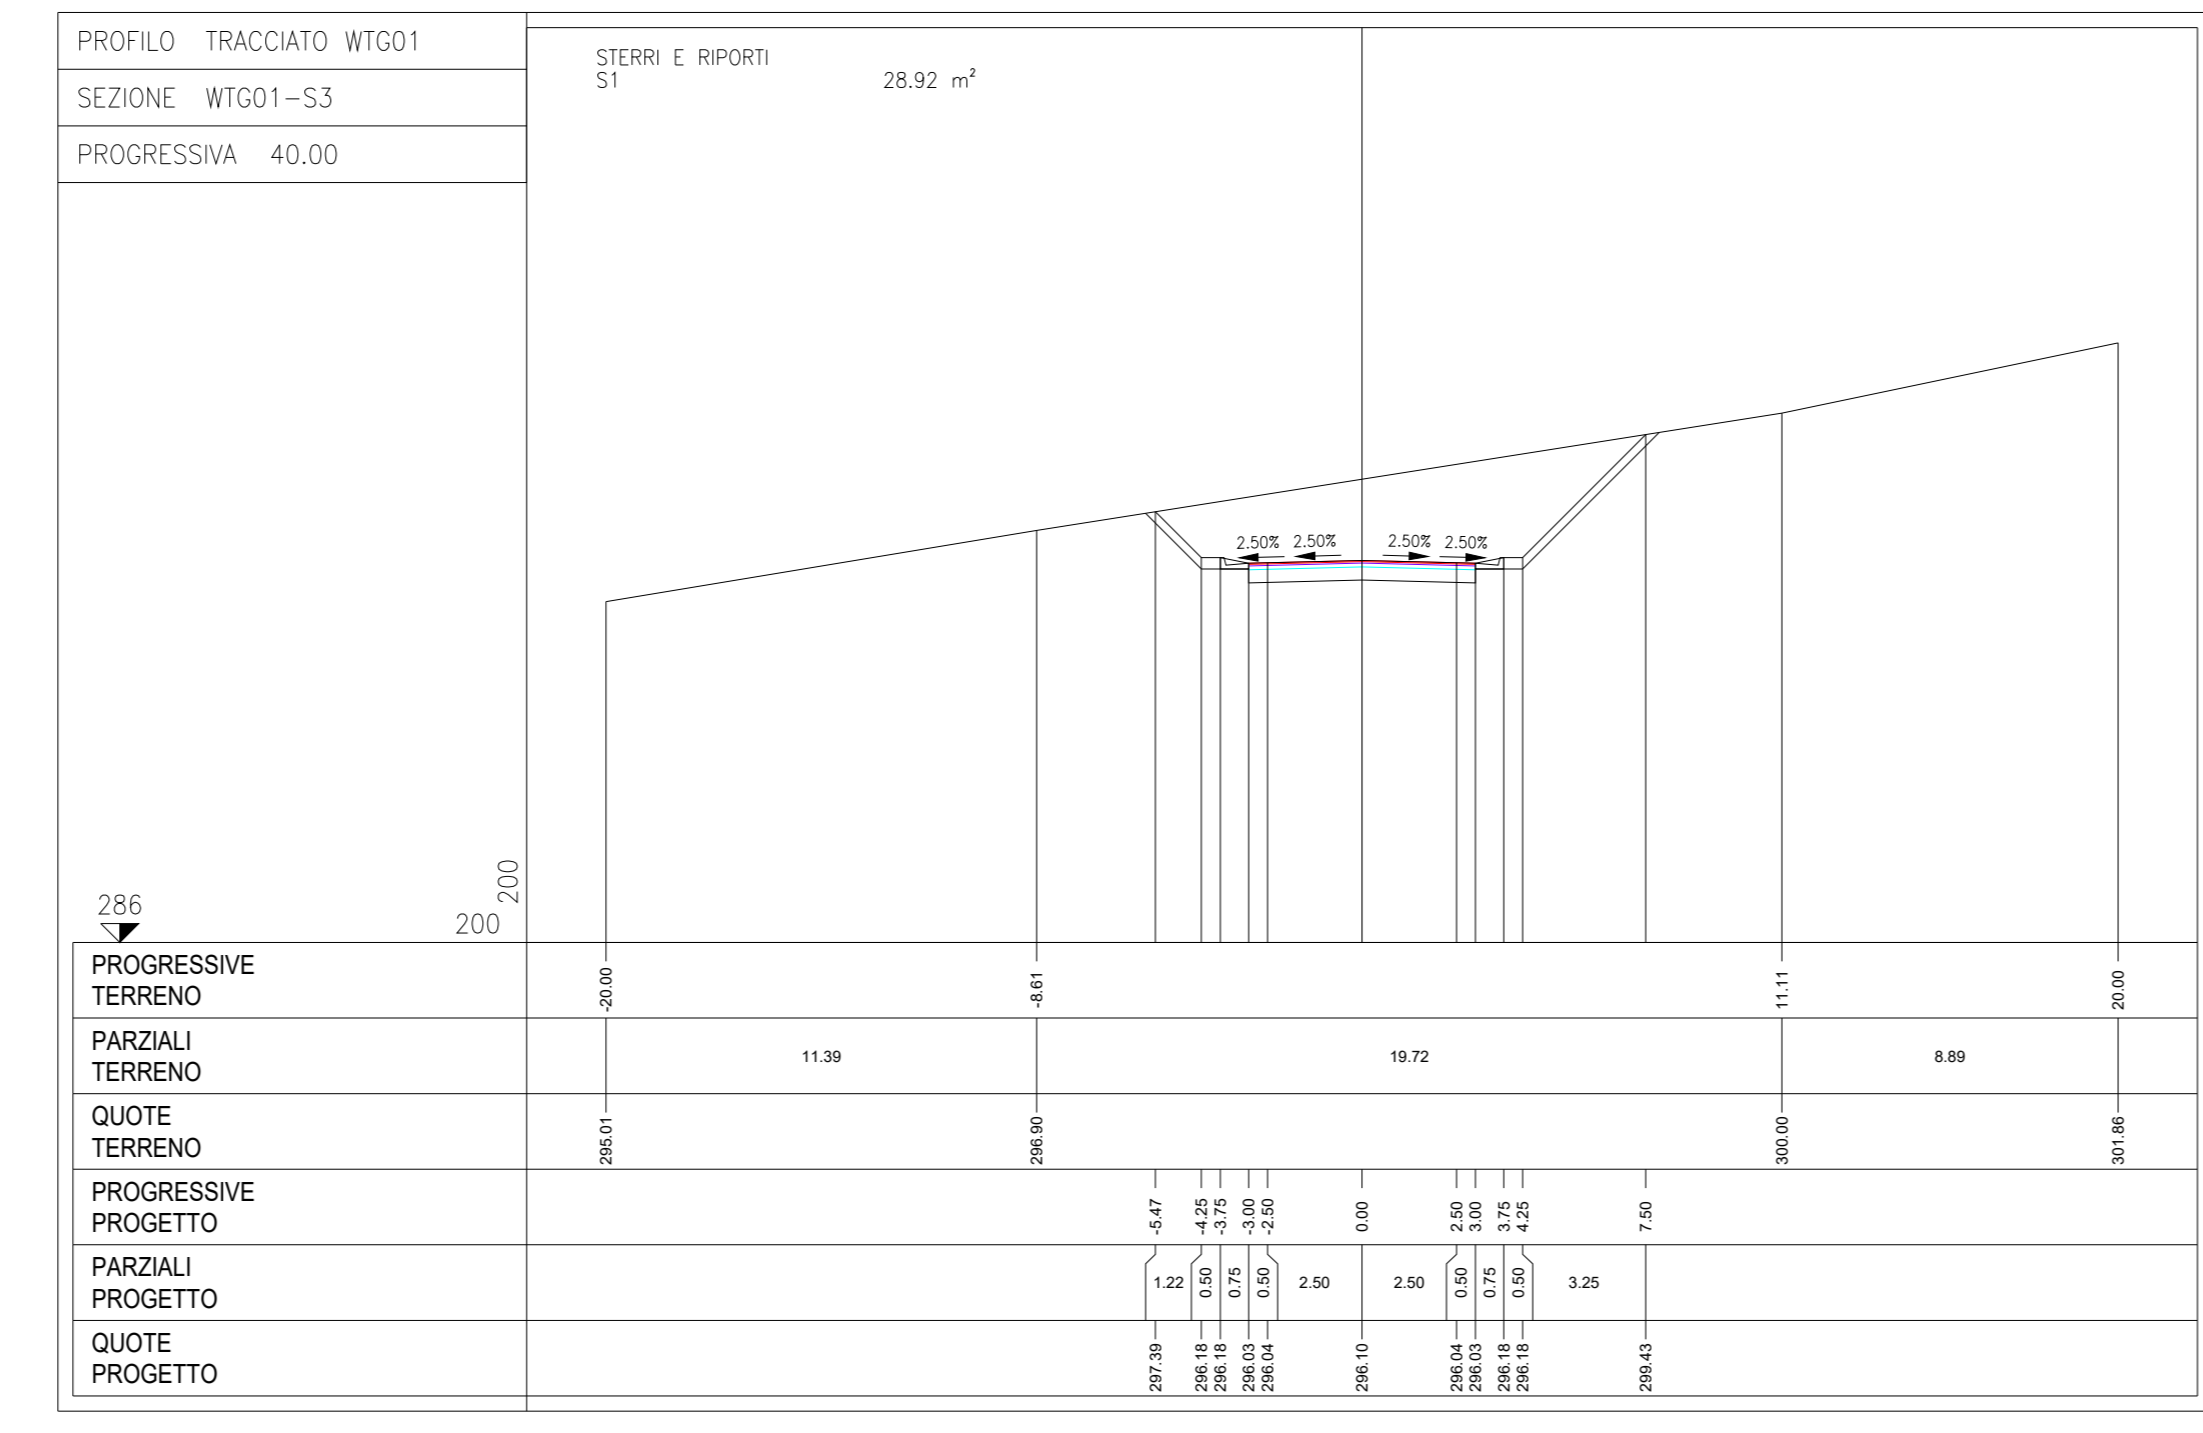 PROFILO TRACCIATO WTG01
SEZIONE WTG01-S3
PROGRESSIVA 40.00
STERRI E RIPORTI
S1 28.92 m²
2.50% 2.50% 2.50% 2.50%
286
200
200
PROGRESSIVE
TERRENO
-20.00 -8.61 11.11 20.00
PARZIALI
TERRENO
11.39 19.72 8.89
QUOTE
TERRENO
295.01 296.90 300.00 301.86
PROGRESSIVE
PROGETTO
-5.47 -4.25 -3.75 -3.00 -2.50 0.00 2.50 3.00 3.75 4.25 7.50
PARZIALI
PROGETTO
1.22 0.50 0.75 0.50 2.50 2.50 0.50 0.75 0.50 3.25
QUOTE
PROGETTO
297.39 296.18 296.18 296.03 296.04 296.10 296.04 296.03 296.18 296.18 299.43